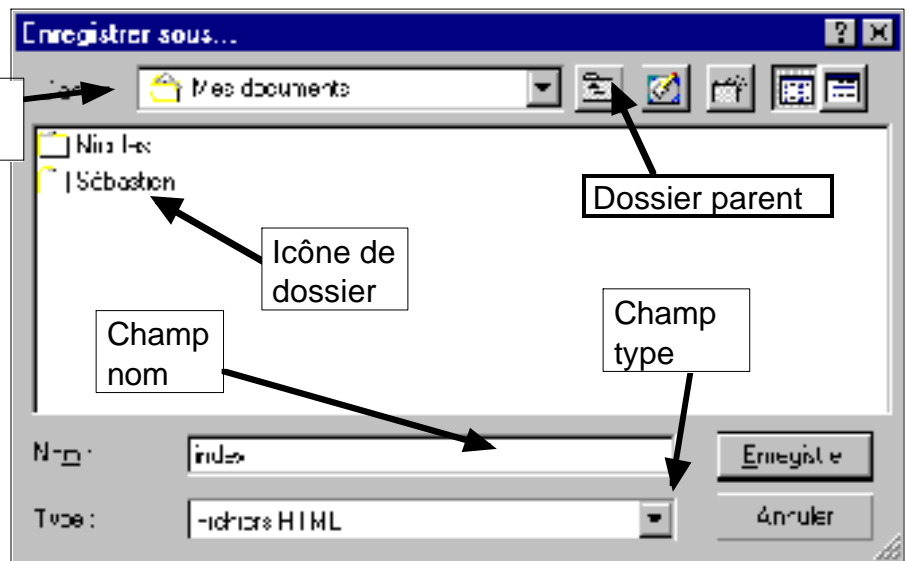 Enregistrer sous...
Mes documents
Nicolas
Sébastien
Dossier parent
Icône de
dossier
Champ
nom
Champ
type
Nom :
index
Enregistrer
Type :
Fichiers HTML
Annuler